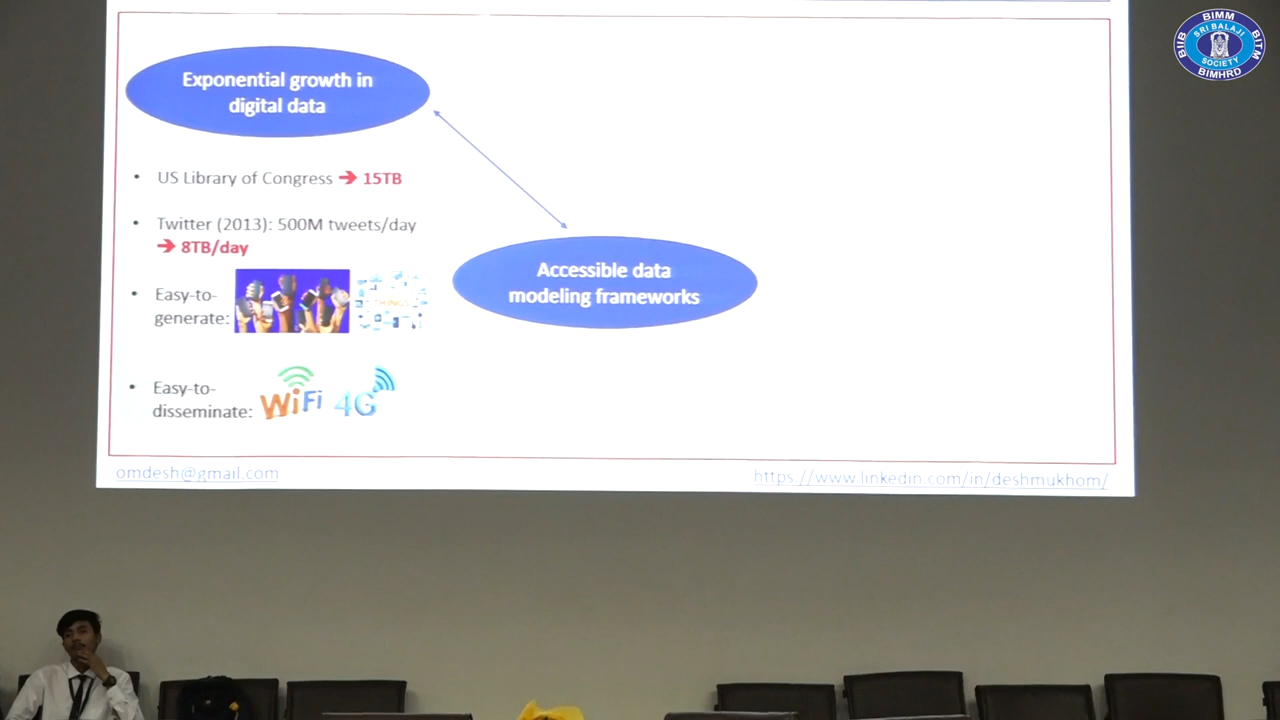 Exponential growth in
digital data
• US Library of Congress ➔ 15TB
• Twitter (2013): 500M tweets/day
➔ 8TB/day
• Easy-to-
generate:
THINGS
• Easy-to-
disseminate:
WiFi 4G
Accessible data
modeling frameworks
omdesh@gmail.com
https://www.linkedin.com/in/deshmukhom/
BIIB BIMM BITM
SRI BALAJI
SOCIETY
BIMHRD